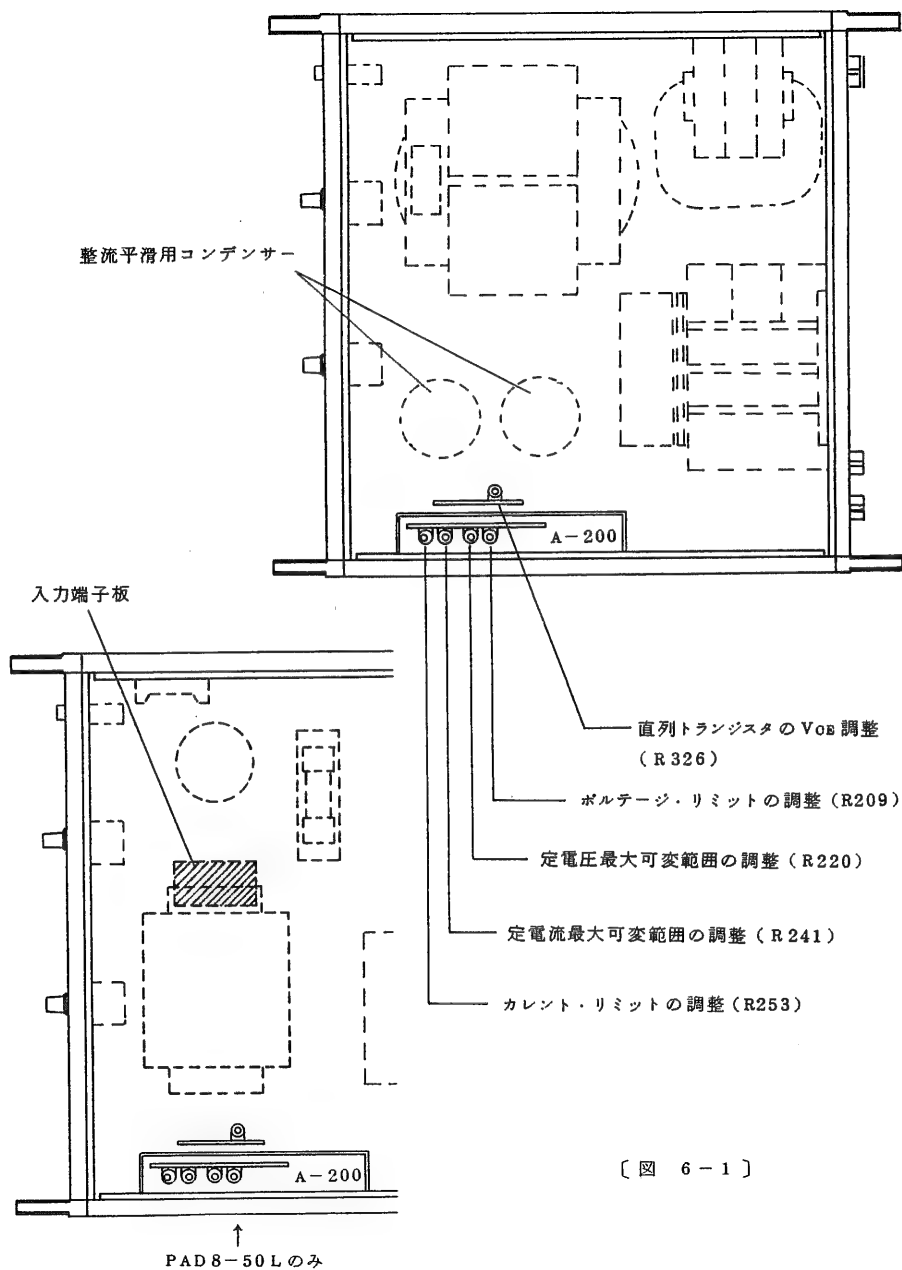 整流平滑用コンデンサー
A-200
入力端子板
直列トランジスタのVCE調整
(R326)
ボルテージ・リミットの調整(R209)
定電圧最大可変範囲の調整(R220)
定電流最大可変範囲の調整(R241)
カレント・リミットの調整(R253)
A-200
〔図 6-1〕
↑
PAD8-50Lのみ